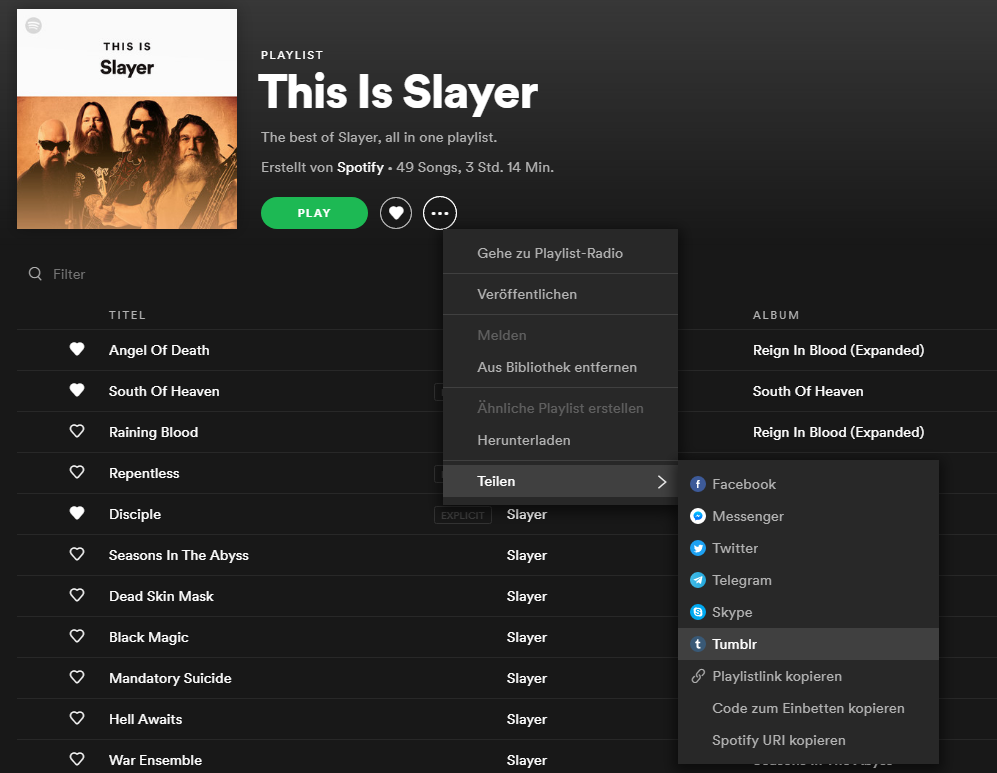 THIS IS
Slayer
PLAYLIST
This Is Slayer
The best of Slayer, all in one playlist.
Erstellt von Spotify • 49 Songs, 3 Std. 14 Min.
PLAY
Filter
TITEL
ALBUM
Angel Of Death
Reign In Blood (Expanded)
South Of Heaven
South Of Heaven
Raining Blood
Reign In Blood (Expanded)
Repentless
Disciple
EXPLICIT
Slayer
Seasons In The Abyss
Slayer
Dead Skin Mask
Slayer
Black Magic
Slayer
Mandatory Suicide
Slayer
Hell Awaits
Slayer
War Ensemble
Slayer
Gehe zu Playlist-Radio
Veröffentlichen
Melden
Aus Bibliothek entfernen
Ähnliche Playlist erstellen
Herunterladen
Teilen
Facebook
Messenger
Twitter
Telegram
Skype
Tumblr
Playlistlink kopieren
Code zum Einbetten kopieren
Spotify URI kopieren